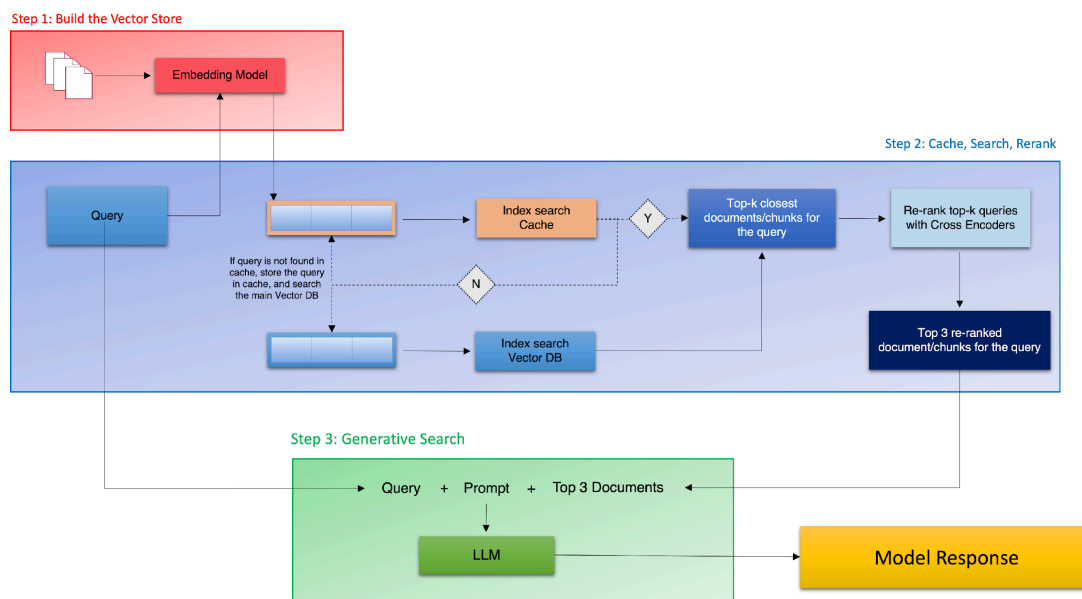 Step 1: Build the Vector Store
Embedding Model
Step 2: Cache, Search, Rerank
Query
Index search
Cache
Y
Top-k closest
documents/chunks for
the query
Re-rank top-k queries
with Cross Encoders
If query is not found in
cache, store the query
in cache, and search
the main Vector DB
N
Index search
Vector DB
Top 3 re-ranked
document/chunks for the query
Step 3: Generative Search
Query + Prompt + Top 3 Documents
LLM
Model Response